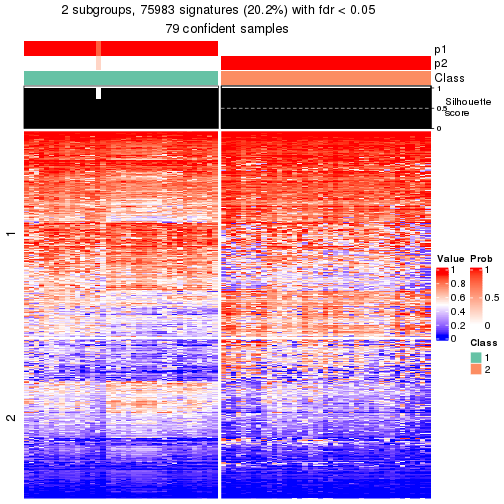 2 subgroups, 75983 signatures (20.2%) with fdr < 0.05
79 confident samples
p1
p2
Class
1
0.5
0
Silhouette
score
1
2
Value
1
0.8
0.6
0.4
0.2
0
Prob
1
0.5
0
Class
1
2